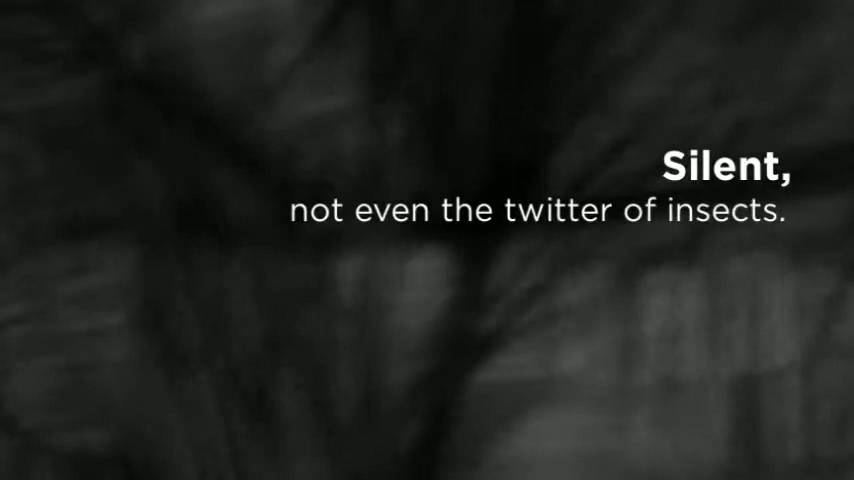 Silent,
not even the twitter of insects.